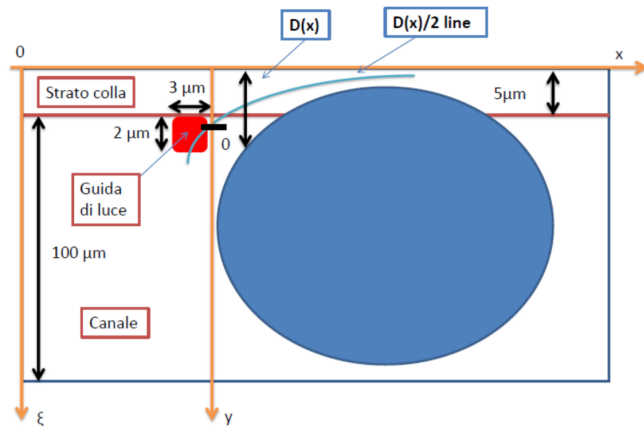 0
D(x)
D(x)/2 line
x
Strato colla
3 μm
5μm
2 μm
0
Guida
di luce
100 μm
Canale
ξ
y